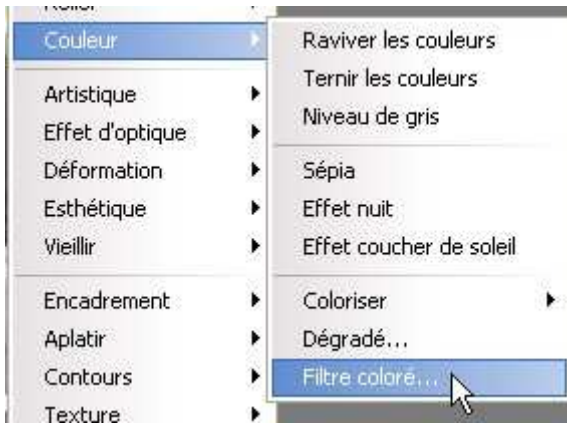 Couleur
Artistique
Effet d'optique
Déformation
Esthétique
Vieillir
Encadrement
Aplatir
Contours
Texture
Raviver les couleurs
Ternir les couleurs
Niveau de gris
Sépia
Effet nuit
Effet coucher de soleil
Coloriser
Dégradé...
Filtre coloré...